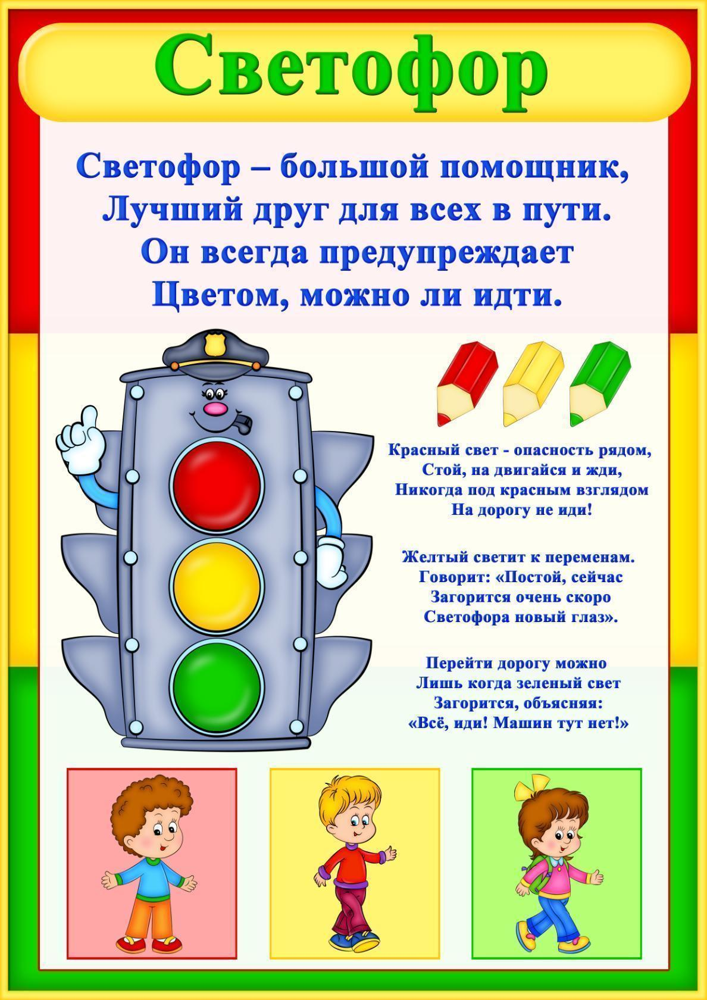 Светофор
Светофор – большой помощник,
Лучший друг для всех в пути.
Он всегда предупреждает
Цветом, можно ли идти.
Красный свет - опасность рядом,
Стой, на двигайся и жди,
Никогда под красным взглядом
На дорогу не иди!
Желтый светит к переменам.
Говорит: «Постой, сейчас
Загорится очень скоро
Светофора новый глаз».
Перейти дорогу можно
Лишь когда зеленый свет
Загорится, объясняя:
«Всё, иди! Машин тут нет!»